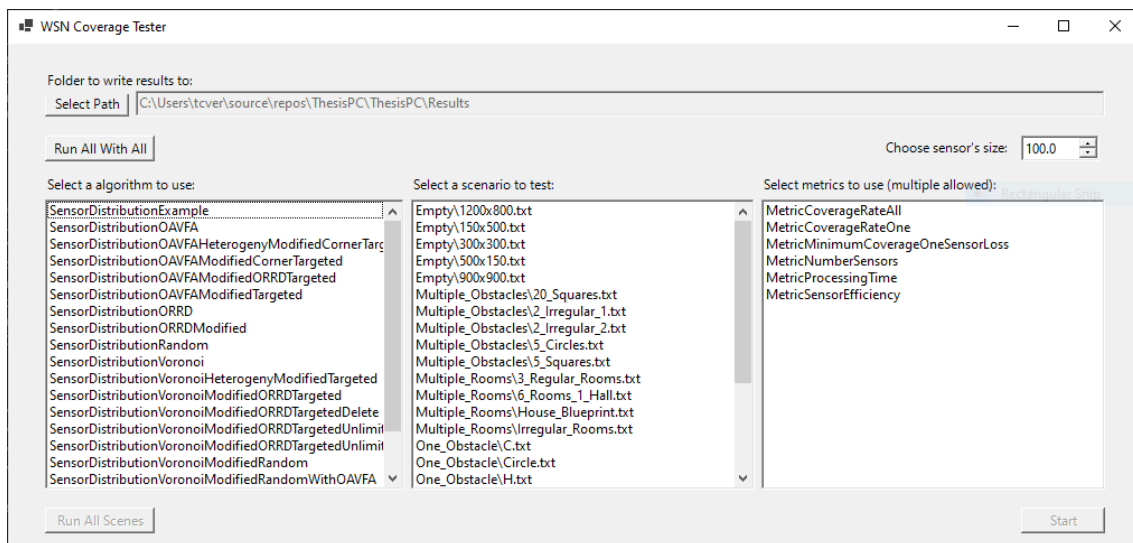 WSN Coverage Tester
Folder to write results to:
Select Path C:\Users\tcver\source\repos\ThesisPC\ThesisPC\Results
Run All With All Choose sensor's size: 100.0
Select a algorithm to use: Select a scenario to test: Select metrics to use (multiple allowed):
Rectangular Snip
SensorDistributionExample Empty\1200x800.txt MetricCoverageRateAll
SensorDistributionOAVFA Empty\150x500.txt MetricCoverageRateOne
SensorDistributionOAVFAHeterogenyModifiedCornerTarg Empty\300x300.txt MetricMinimumCoverageOneSensorLoss
SensorDistributionOAVFAModifiedCornerTargeted Empty\500x150.txt MetricNumberSensors
SensorDistributionOAVFAModifiedORRDTargeted Empty\900x900.txt MetricProcessingTime
SensorDistributionOAVFAModifiedTargeted Multiple_Obstacles\20_Squares.txt MetricSensorEfficiency
SensorDistributionORRD Multiple_Obstacles\2_Irregular_1.txt
SensorDistributionORRDModified Multiple_Obstacles\2_Irregular_2.txt
SensorDistributionRandom Multiple_Obstacles\5_Circles.txt
SensorDistributionVoronoi Multiple_Obstacles\5_Squares.txt
SensorDistributionVoronoiHeterogenyModifiedTargeted Multiple_Rooms\3_Regular_Rooms.txt
SensorDistributionVoronoiModifiedORRDTargeted Multiple_Rooms\6_Rooms_1_Hall.txt
SensorDistributionVoronoiModifiedORRDTargetedDelete Multiple_Rooms\House_Blueprint.txt
SensorDistributionVoronoiModifiedORRDTargetedUnlimit Multiple_Rooms\Irregular_Rooms.txt
SensorDistributionVoronoiModifiedORRDTargetedUnlimit One_Obstacle\C.txt
SensorDistributionVoronoiModifiedRandom One_Obstacle\Circle.txt
SensorDistributionVoronoiModifiedRandomWithOAVFA One_Obstacle\H.txt
Run All Scenes Start